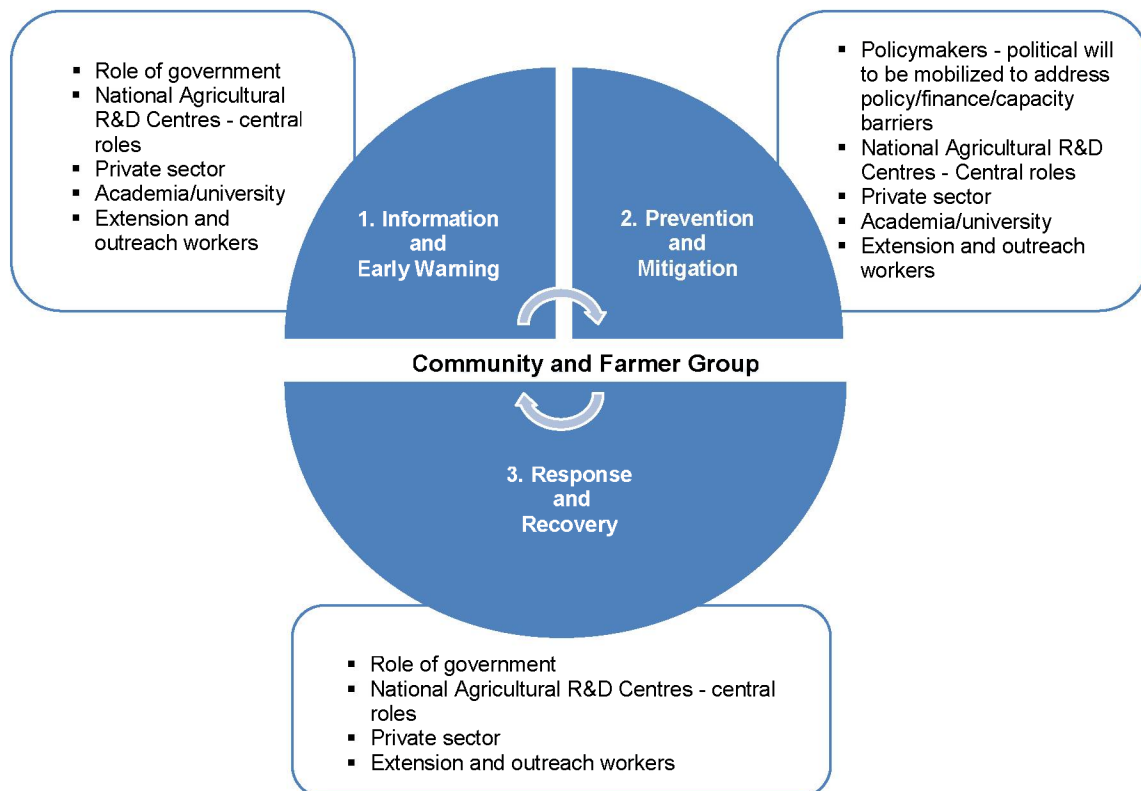 ▪ Role of government
▪ National Agricultural
R&D Centres - central
roles
▪ Private sector
▪ Academia/university
▪ Extension and
outreach workers
▪ Policymakers - political will
to be mobilized to address
policy/finance/capacity
barriers
▪ National Agricultural R&D
Centres - Central roles
▪ Private sector
▪ Academia/university
▪ Extension and outreach
workers
1. Information
and
Early Warning
2. Prevention
and
Mitigation
Community and Farmer Group
3. Response
and
Recovery
▪ Role of government
▪ National Agricultural R&D Centres - central
roles
▪ Private sector
▪ Extension and outreach workers